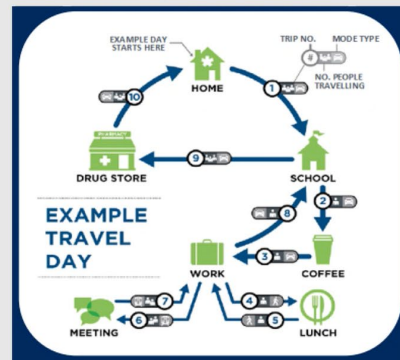 EXAMPLE DAY
STARTS HERE
TRIP NO.
MODE TYPE
#
NO. PEOPLE
TRAVELLING
HOME
1
10
PHARMACY
9
DRUG STORE
SCHOOL
2
EXAMPLE
TRAVEL
DAY
8
3
WORK
COFFEE
7
4
6
5
MEETING
LUNCH